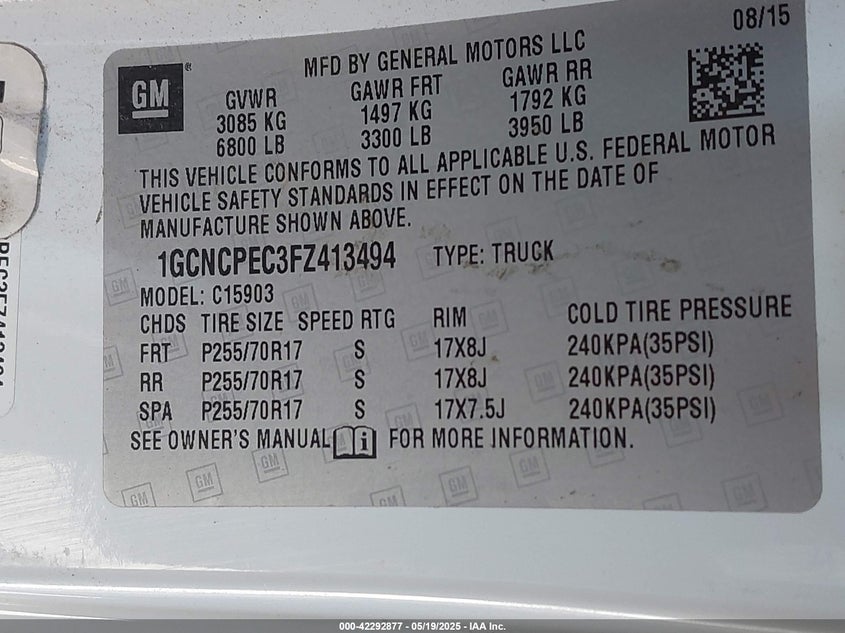 08/15
MFD BY GENERAL MOTORS LLC
GM®
GVWR GAWR FRT GAWR RR
3085 KG 1497 KG 1792 KG
6800 LB 3300 LB 3950 LB
THIS VEHICLE CONFORMS TO ALL APPLICABLE U.S. FEDERAL MOTOR
VEHICLE SAFETY STANDARDS IN EFFECT ON THE DATE OF
MANUFACTURE SHOWN ABOVE.
1GCNCPEC3FZ413494 TYPE: TRUCK
MODEL: C15903
CHDS TIRE SIZE SPEED RTG RIM COLD TIRE PRESSURE
FRT P255/70R17 S 17X8J 240KPA(35PSI)
RR P255/70R17 S 17X8J 240KPA(35PSI)
SPA P255/70R17 S 17X7.5J 240KPA(35PSI)
SEE OWNER'S MANUAL i FOR MORE INFORMATION.
000-42292877 - 05/19/2025 - IAA Inc.